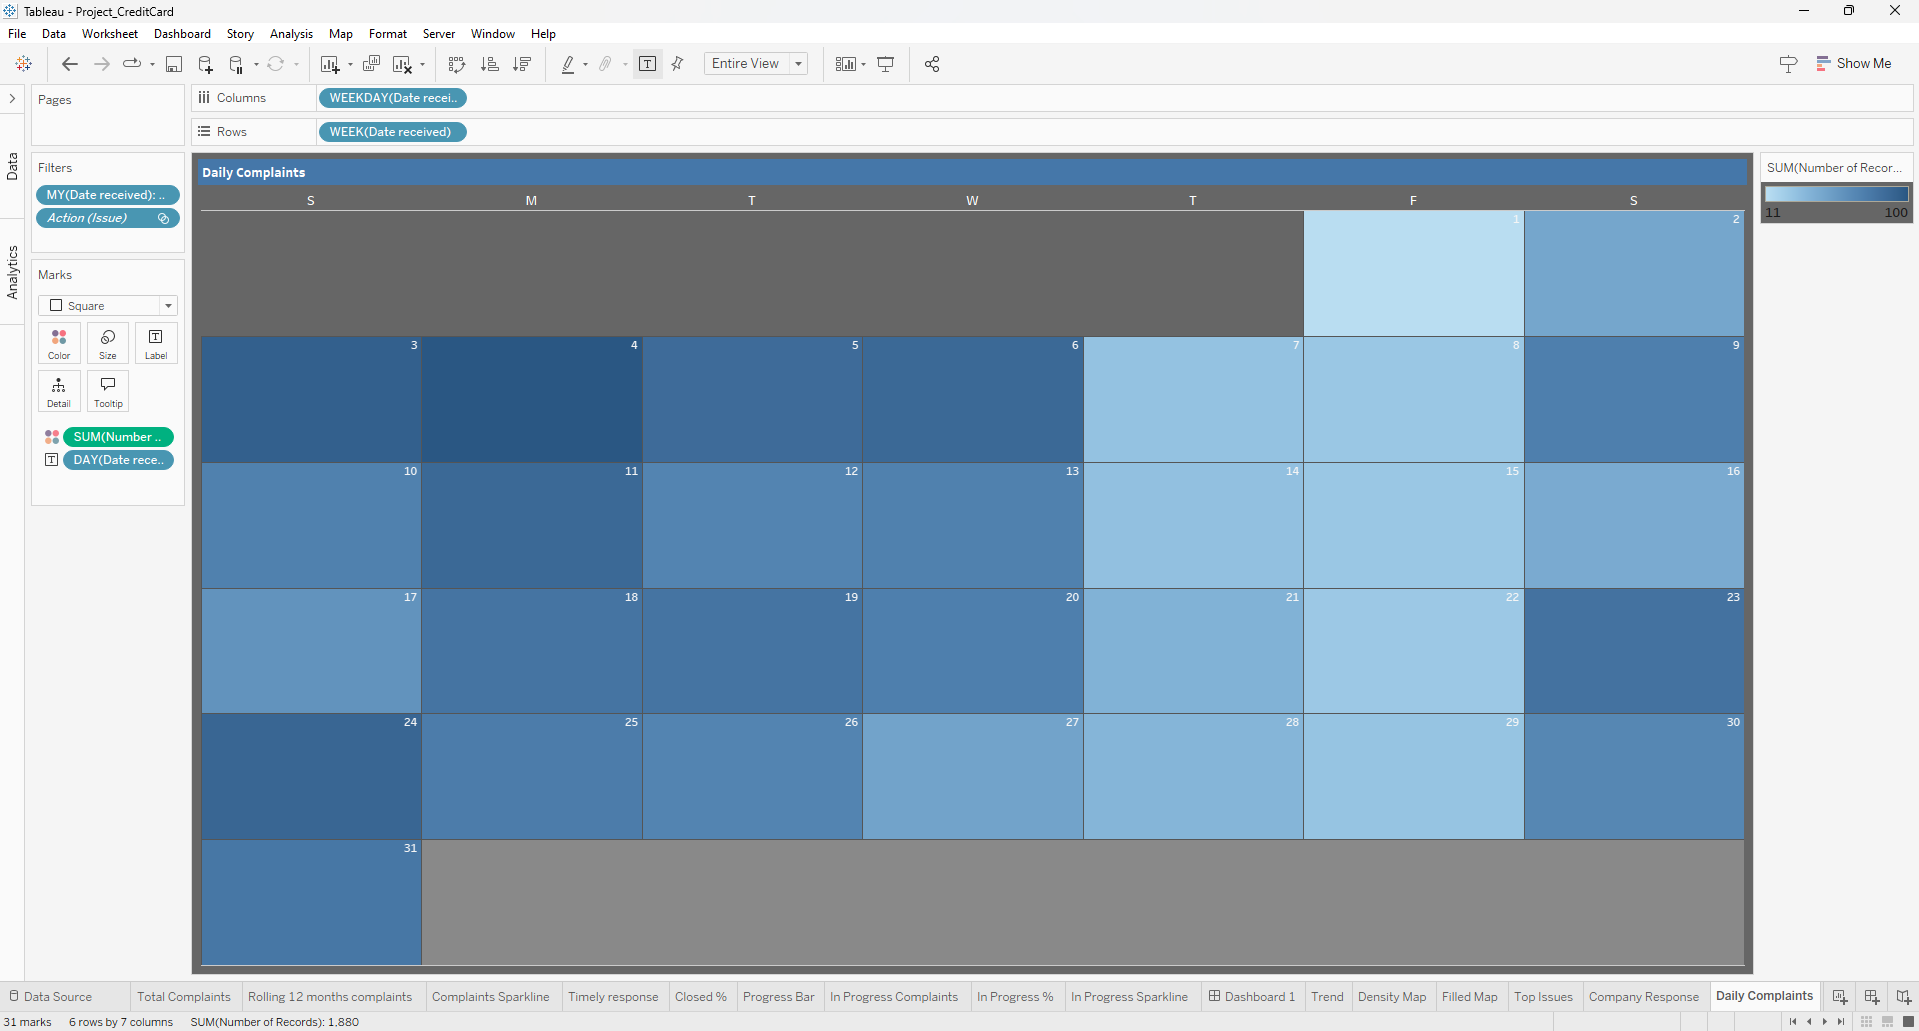 Tableau - Project_CreditCard
File Data Worksheet Dashboard Story Analysis Map Format Server Window Help
Entire View
Show Me
Pages
Columns
WEEKDAY(Date recei..
Rows
WEEK(Date received)
Data
Analytics
Filters
MY(Date received): ..
Action (Issue)
Marks
Square
Color Size Label
Detail Tooltip
SUM(Number ..
DAY(Date rece..
Daily Complaints
S M T W T F S
1 2
3 4 5 6 7 8 9
10 11 12 13 14 15 16
17 18 19 20 21 22 23
24 25 26 27 28 29 30
31
SUM(Number of Recor...
11 100
Data Source Total Complaints Rolling 12 months complaints Complaints Sparkline Timely response Closed % Progress Bar In Progress Complaints In Progress % In Progress Sparkline Dashboard 1 Trend Density Map Filled Map Top Issues Company Response Daily Complaints
31 marks 6 rows by 7 columns SUM(Number of Records): 1,880